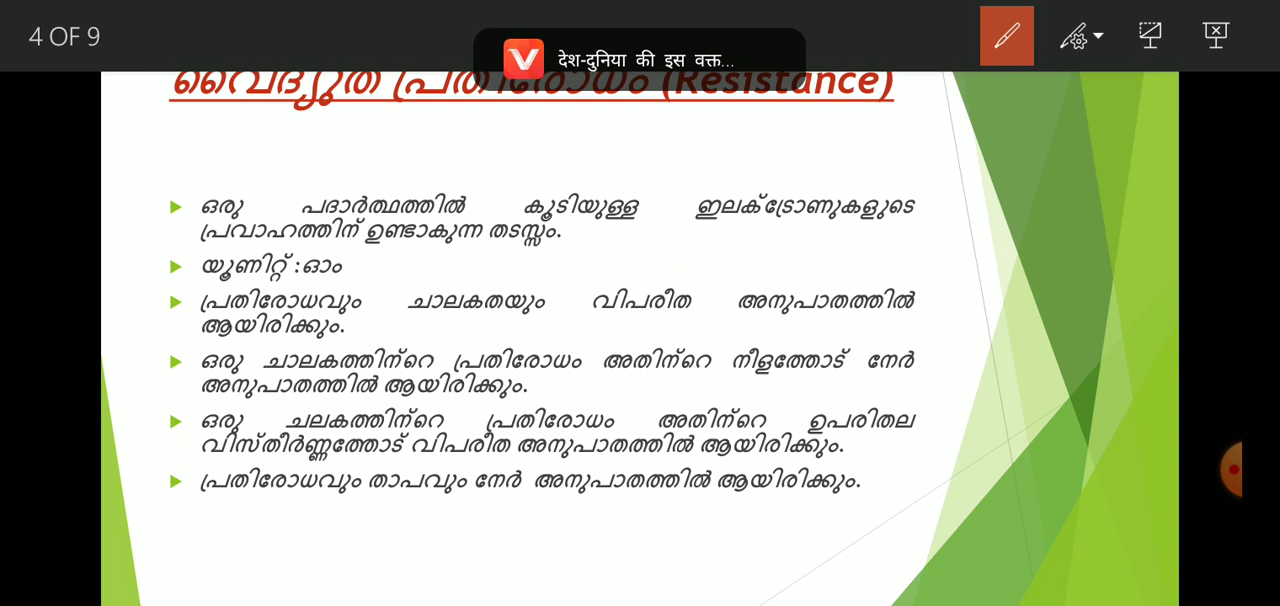 4 OF 9
देश-दुनिया की इस वक्त...
വൈദ്യുത പ്രതിരോധം (Resistance)
ഒരു പദാർത്ഥത്തിൽ കൂടിയുള്ള ഇലക്ട്രോണുകളുടെ
പ്രവാഹത്തിന് ഉണ്ടാകുന്ന തടസ്സം.
യൂണിറ്റ് :ഓം
പ്രതിരോധവും ചാലകതയും വിപരീത അനുപാതത്തിൽ
ആയിരിക്കും.
ഒരു ചാലകത്തിന്റെ പ്രതിരോധം അതിന്റെ നീളത്തോട് നേർ
അനുപാതത്തിൽ ആയിരിക്കും.
ഒരു ചലകത്തിന്റെ പ്രതിരോധം അതിന്റെ ഉപരിതല
വിസ്തീർണ്ണത്തോട് വിപരീത അനുപാതത്തിൽ ആയിരിക്കും.
പ്രതിരോധവും താപവും നേർ അനുപാതത്തിൽ ആയിരിക്കും.